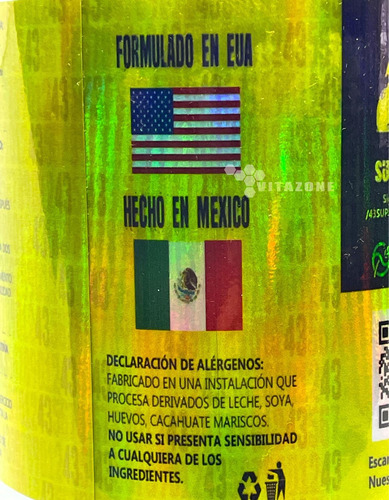 FORMULADO EN EUA
VITAZONE
HECHO EN MEXICO
DECLARACIÓN DE ALÉRGENOS:
FABRICADO EN UNA INSTALACIÓN QUE
PROCESA DERIVADOS DE LECHE, SOYA,
HUEVOS, CACAHUATE MARISCOS.
NO USAR SI PRESENTA SENSIBILIDAD
A CUALQUIERA DE LOS
INGREDIENTES.
43